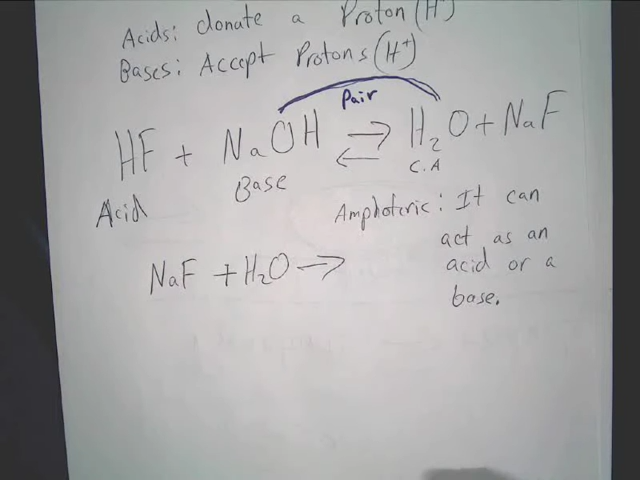 Acids: donate a Proton (H+)
Bases: Accept Protons (H+)
Pair
HF + NaOH ⇌ H2O + NaF
Acid Base C.A
Amphoteric: It can
act as an
acid or a
base.
NaF + H2O →